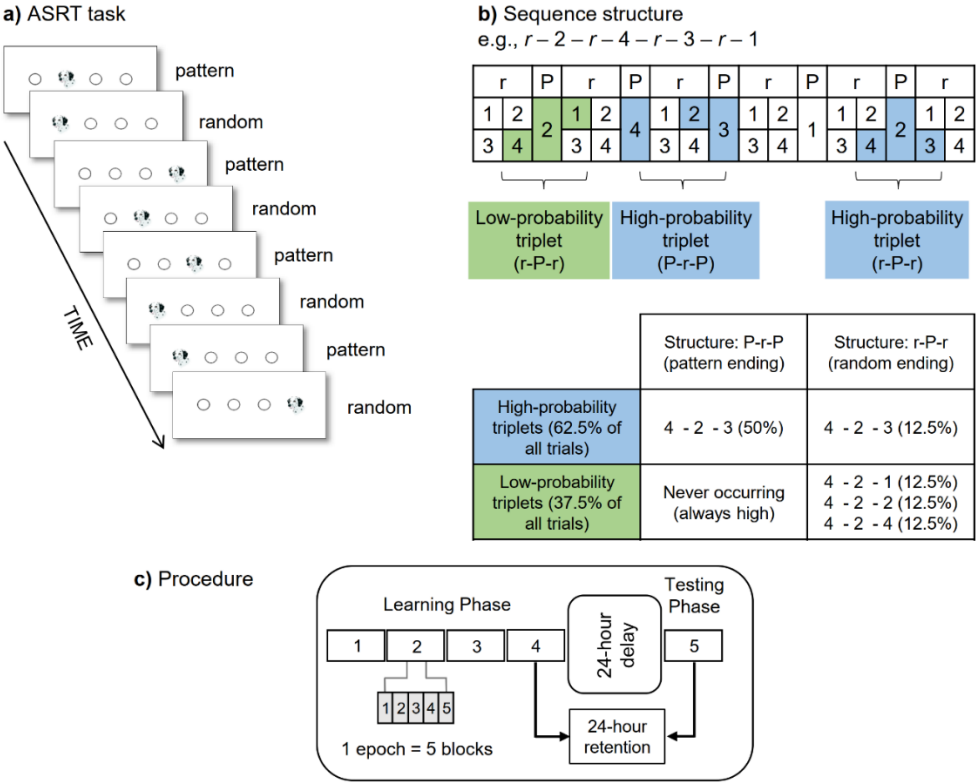 a) ASRT task
pattern
random
pattern
random
pattern
random
pattern
random
TIME
b) Sequence structure
e.g., r – 2 – r – 4 – r – 3 – r – 1
r P r P r P r P r P r
1 2 2 1 2 4 1 2 3 1 2 1 1 2 2 1 2
3 4 3 4 3 4 3 4 3 4 3 4
Low-probability
triplet
(r-P-r)
High-probability
triplet
(P-r-P)
High-probability
triplet
(r-P-r)
Structure: P-r-P
(pattern ending)
Structure: r-P-r
(random ending)
High-probability
triplets (62.5% of
all trials)
4 - 2 - 3 (50%)
4 - 2 - 3 (12.5%)
Low-probability
triplets (37.5% of
all trials)
Never occurring
(always high)
4 - 2 - 1 (12.5%)
4 - 2 - 2 (12.5%)
4 - 2 - 4 (12.5%)
c) Procedure
Learning Phase
Testing
Phase
1 2 3 4
24-hour
delay
5
1 2 3 4 5
1 epoch = 5 blocks
24-hour
retention